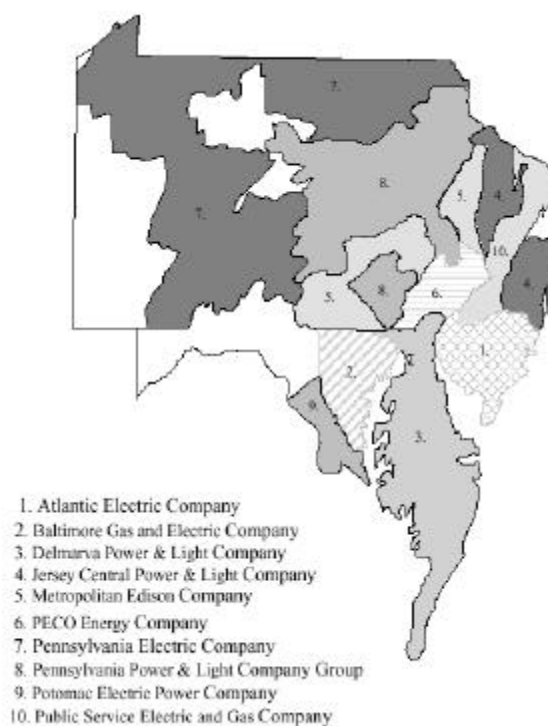 7.
8.
5.
4.
7.
10.
6.
4.
5.
8.
1.
2.
9.
3.
1. Atlantic Electric Company
2. Baltimore Gas and Electric Company
3. Delmarva Power & Light Company
4. Jersey Central Power & Light Company
5. Metropolitan Edison Company
6. PECO Energy Company
7. Pennsylvania Electric Company
8. Pennsylvania Power & Light Company Group
9. Potomac Electric Power Company
10. Public Service Electric and Gas Company